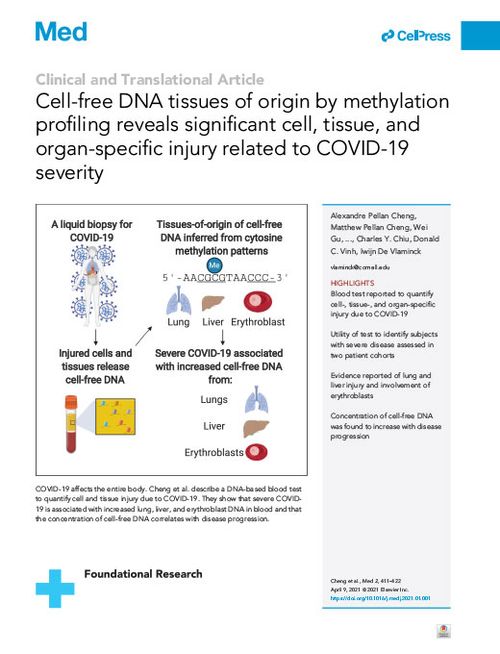 Med
CelPress
Clinical and Translational Article
Cell-free DNA tissues of origin by methylation
profiling reveals significant cell, tissue, and
organ-specific injury related to COVID-19
severity
A liquid biopsy for
COVID-19
Tissues-of-origin of cell-free
DNA inferred from cytosine
methylation patterns
Me
5'-AACGCGTAACCC-3'
Lung Liver Erythroblast
Injured cells and
tissues release
cell-free DNA
Severe COVID-19 associated
with increased cell-free DNA
from:
Lungs
Liver
Erythroblasts
COVID-19 affects the entire body. Cheng et al. describe a DNA-based blood test
to quantify cell and tissue injury due to COVID-19. They show that severe COVID-
19 is associated with increased lung, liver, and erythroblast DNA in blood and that
the concentration of cell-free DNA correlates with disease progression.
Alexandre Pellan Cheng,
Matthew Pellan Cheng, Wei
Gu, ..., Charles Y. Chiu, Donald
C. Vinh, Iwijn De Vlaminck
vlaminck@cornell.edu
HIGHLIGHTS
Blood test reported to quantify
cell-, tissue-, and organ-specific
injury due to COVID-19
Utility of test to identify subjects
with severe disease assessed in
two patient cohorts
Evidence reported of lung and
liver injury and involvement of
erythroblasts
Concentration of cell-free DNA
was found to increase with disease
progression
Foundational Research
Cheng et al., Med 2, 411–422
April 9, 2021 © 2021 Elsevier Inc.
https://doi.org/10.1016/j.medj.2021.01.001